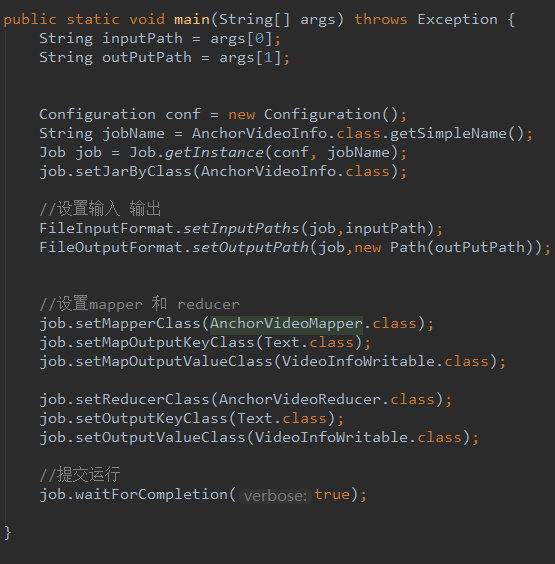 public static void main(String[] args) throws Exception {
String inputPath = args[0];
String outPutPath = args[1];
Configuration conf = new Configuration();
String jobName = AnchorVideoInfo.class.getSimpleName();
Job job = Job.getInstance(conf, jobName);
job.setJarByClass(AnchorVideoInfo.class);
//设置输入 输出
FileInputFormat.setInputPaths(job,inputPath);
FileOutputFormat.setOutputPath(job,new Path(outPutPath));
//设置mapper 和 reducer
job.setMapperClass(AnchorVideoMapper.class);
job.setMapOutputKeyClass(Text.class);
job.setMapOutputValueClass(VideoInfoWritable.class);
job.setReducerClass(AnchorVideoReducer.class);
job.setOutputKeyClass(Text.class);
job.setOutputValueClass(VideoInfoWritable.class);
//提交运行
job.waitForCompletion( verbose: true);
}